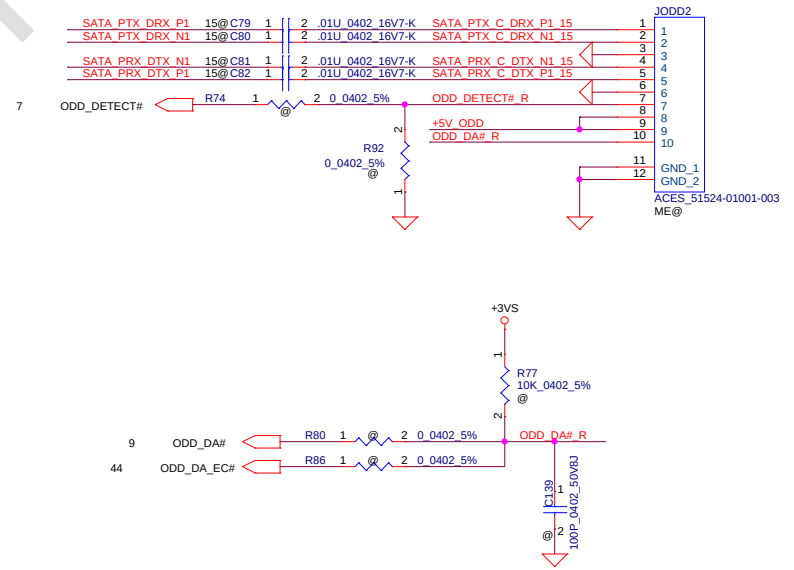 JODD2
SATA_PTX_DRX_P1 15@ C79 1 2 .01U_0402_16V7-K SATA_PTX_C_DRX_P1_15 1 1
SATA_PTX_DRX_N1 15@ C80 1 2 .01U_0402_16V7-K SATA_PTX_C_DRX_N1_15 2 2
3 3
SATA_PRX_DTX_N1 15@ C81 1 2 .01U_0402_16V7-K SATA_PRX_C_DTX_N1_15 4 4
SATA_PRX_DTX_P1 15@ C82 1 2 .01U_0402_16V7-K SATA_PRX_C_DTX_P1_15 5 5
6 6
7 ODD_DETECT# R74 1 2 0_0402_5% ODD_DETECT#_R 7 7
@
8 8
+5V_ODD 9 9
2 ODD_DA#_R 10 10
R92
0_0402_5% 11 GND_1
@ 12 GND_2
1
ACES_51524-01001-003
ME@
+3VS
1
R77
10K_0402_5%
@
2
9 ODD_DA# R80 1 @ 2 0_0402_5% ODD_DA#_R
44 ODD_DA_EC# R86 1 @ 2 0_0402_5%
C139 1 100P_0402_50V8J
@ 2